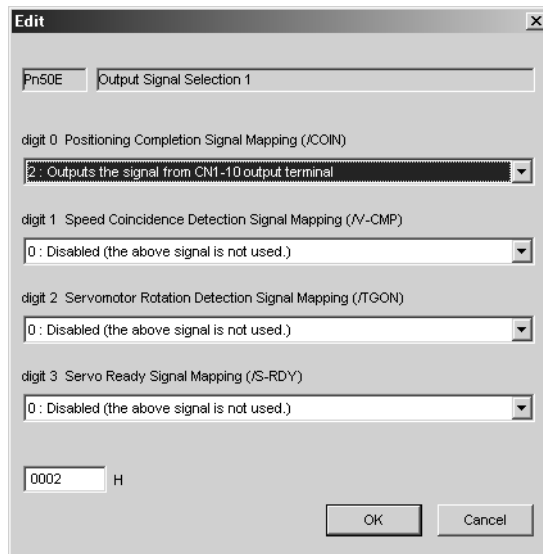 Edit
Pn50E Output Signal Selection 1
digit 0 Positioning Completion Signal Mapping (/COIN)
2 : Outputs the signal from CN1-10 output terminal
digit 1 Speed Coincidence Detection Signal Mapping (/V-CMP)
0 : Disabled (the above signal is not used.)
digit 2 Servomotor Rotation Detection Signal Mapping (/TGON)
0 : Disabled (the above signal is not used.)
digit 3 Servo Ready Signal Mapping (/S-RDY)
0 : Disabled (the above signal is not used.)
0002 H
OK Cancel